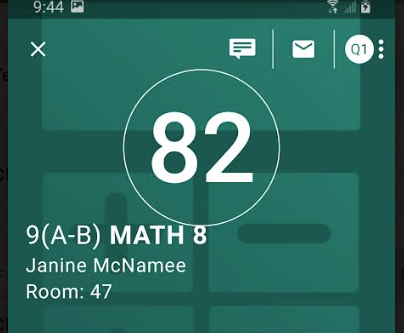 9:44
Q1
82
9(A-B) MATH 8
Janine McNamee
Room: 47